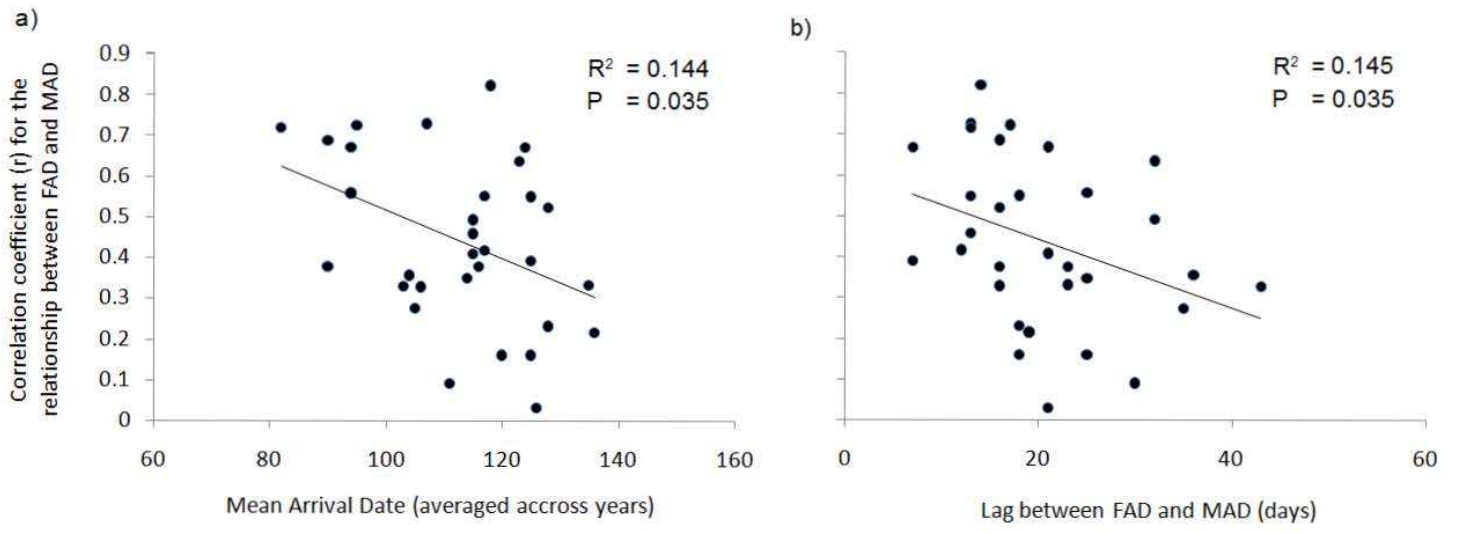 a)
Correlation coefficient (r) for the
relationship between FAD and MAD
0.9
0.8
0.7
0.6
0.5
0.4
0.3
0.2
0.1
0
R² = 0.144
P = 0.035
60 80 100 120 140 160
Mean Arrival Date (averaged accross years)
b)
R² = 0.145
P = 0.035
0 20 40 60
Lag between FAD and MAD (days)